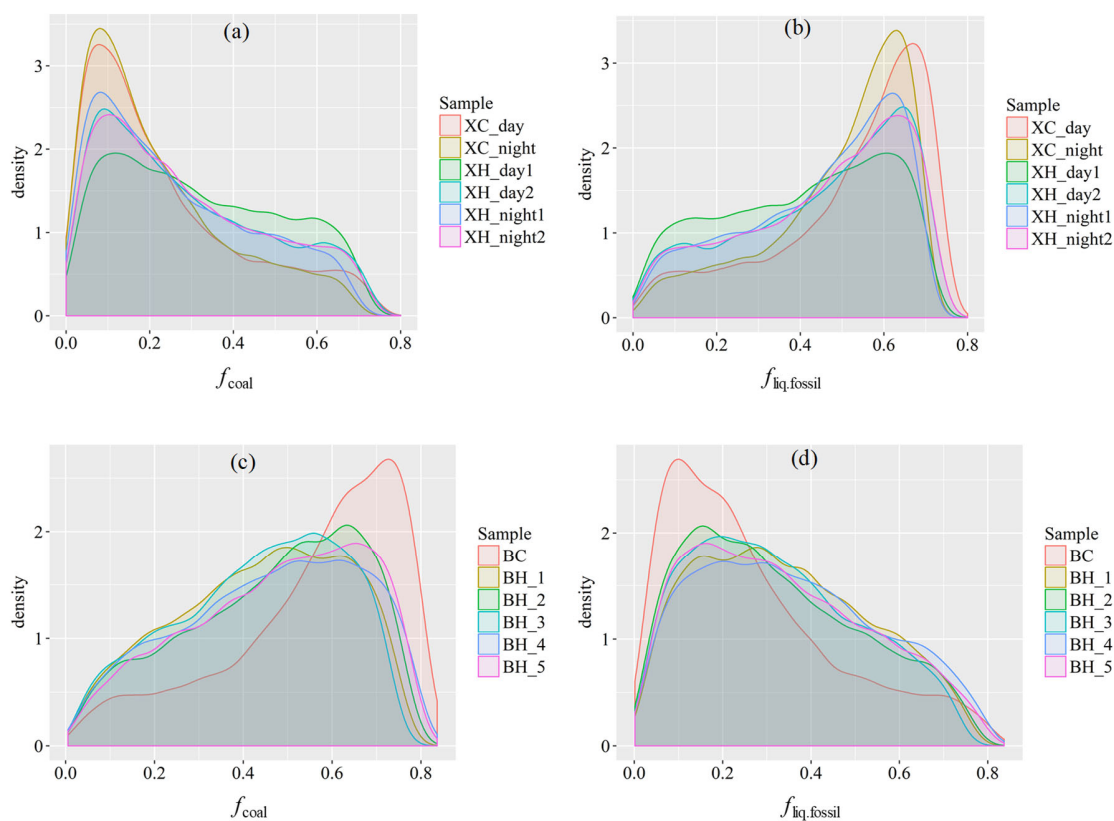 (a)
density
3
2
1
0
0.0 0.2 0.4 0.6 0.8
fcoal
Sample
XC_day
XC_night
XH_day1
XH_day2
XH_night1
XH_night2
(b)
density
3
2
1
0
0.0 0.2 0.4 0.6 0.8
fliq.fossil
Sample
XC_day
XC_night
XH_day1
XH_day2
XH_night1
XH_night2
(c)
density
2
1
0
0.0 0.2 0.4 0.6 0.8
fcoal
Sample
BC
BH_1
BH_2
BH_3
BH_4
BH_5
(d)
density
2
1
0
0.0 0.2 0.4 0.6 0.8
fliq.fossil
Sample
BC
BH_1
BH_2
BH_3
BH_4
BH_5